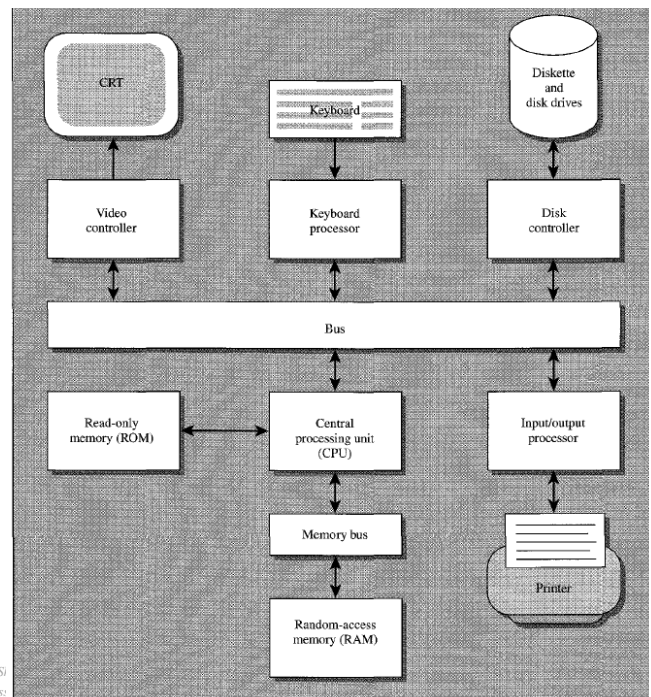 CRT
Keyboard
Diskette
and
disk drives
Video
controller
Keyboard
processor
Disk
controller
Bus
Read-only
memory (ROM)
Central
processing unit
(CPU)
Input/output
processor
Memory bus
Random-access
memory (RAM)
Printer